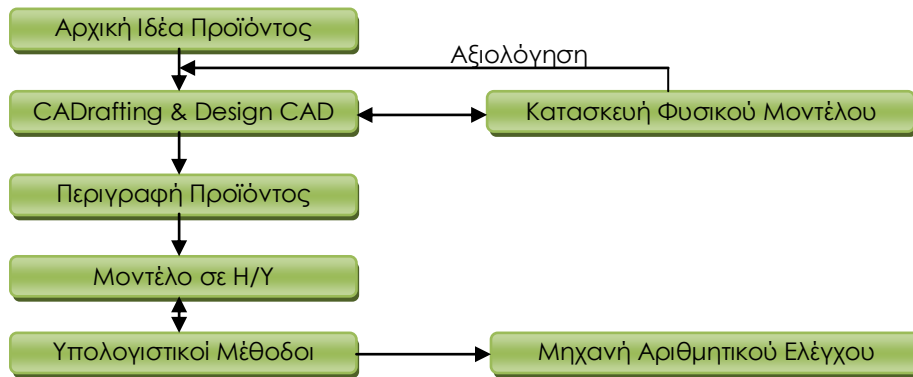 Αρχική Ιδέα Προϊόντος
Αξιολόγηση
CADrafting & Design CAD
Κατασκευή Φυσικού Μοντέλου
Περιγραφή Προϊόντος
Μοντέλο σε Η/Υ
Υπολογιστικοί Μέθοδοι
Μηχανή Αριθμητικού Ελέγχου